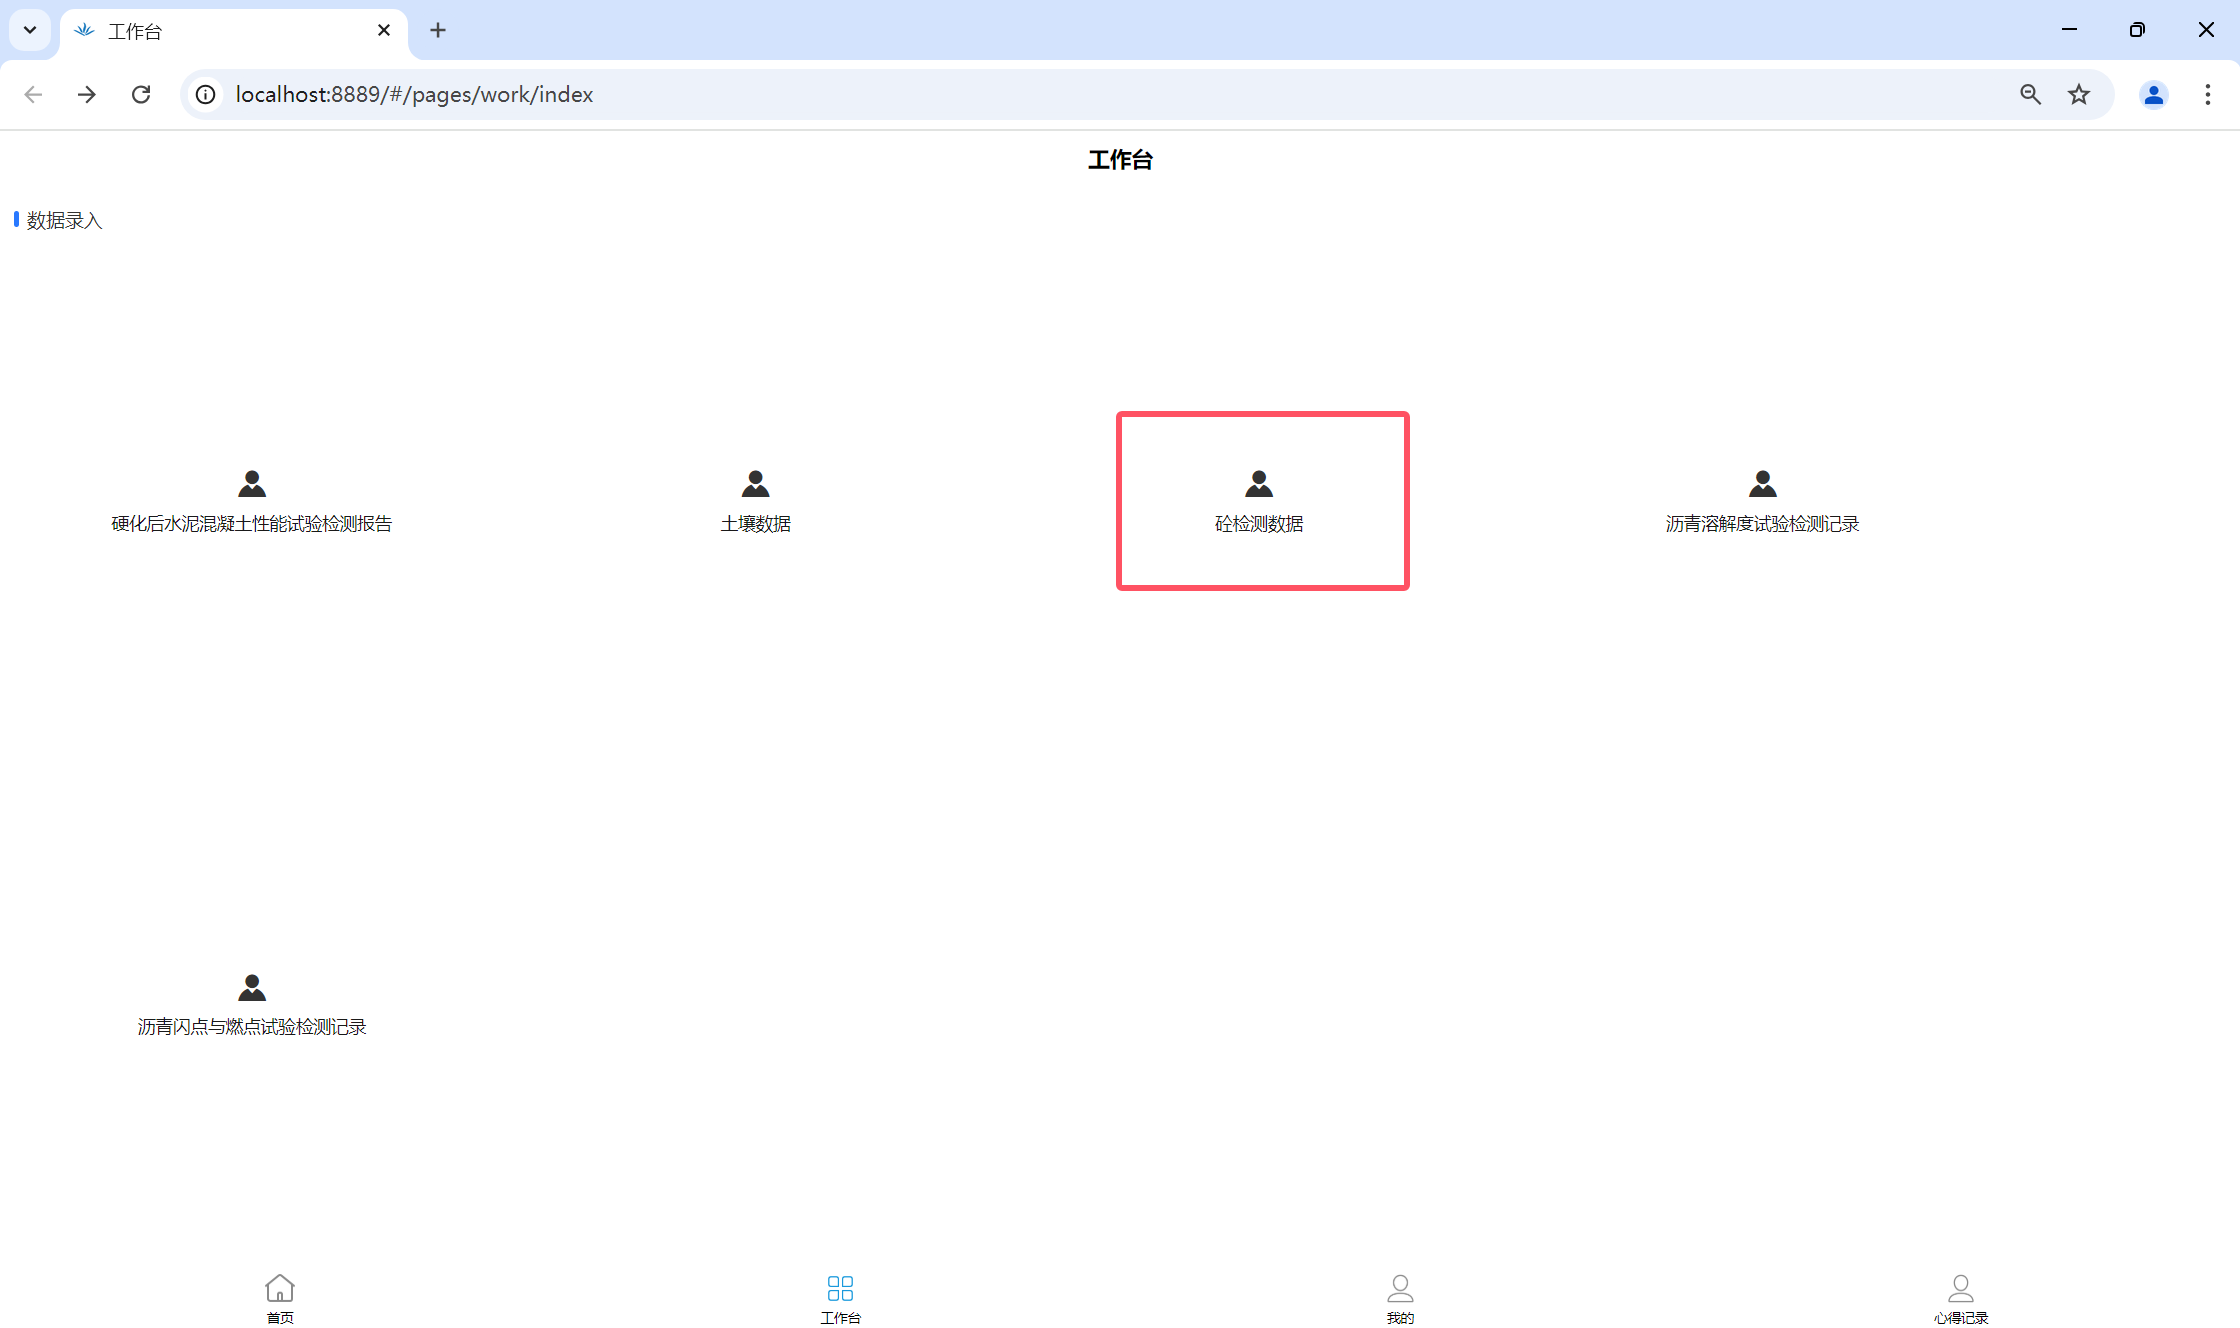 工作台
localhost:8889/#/pages/work/index
工作台
数据录入
硬化后水泥混凝土性能试验检测报告
土壤数据
砼检测数据
沥青溶解度试验检测记录
沥青闪点与燃点试验检测记录
首页
工作台
我的
心得记录